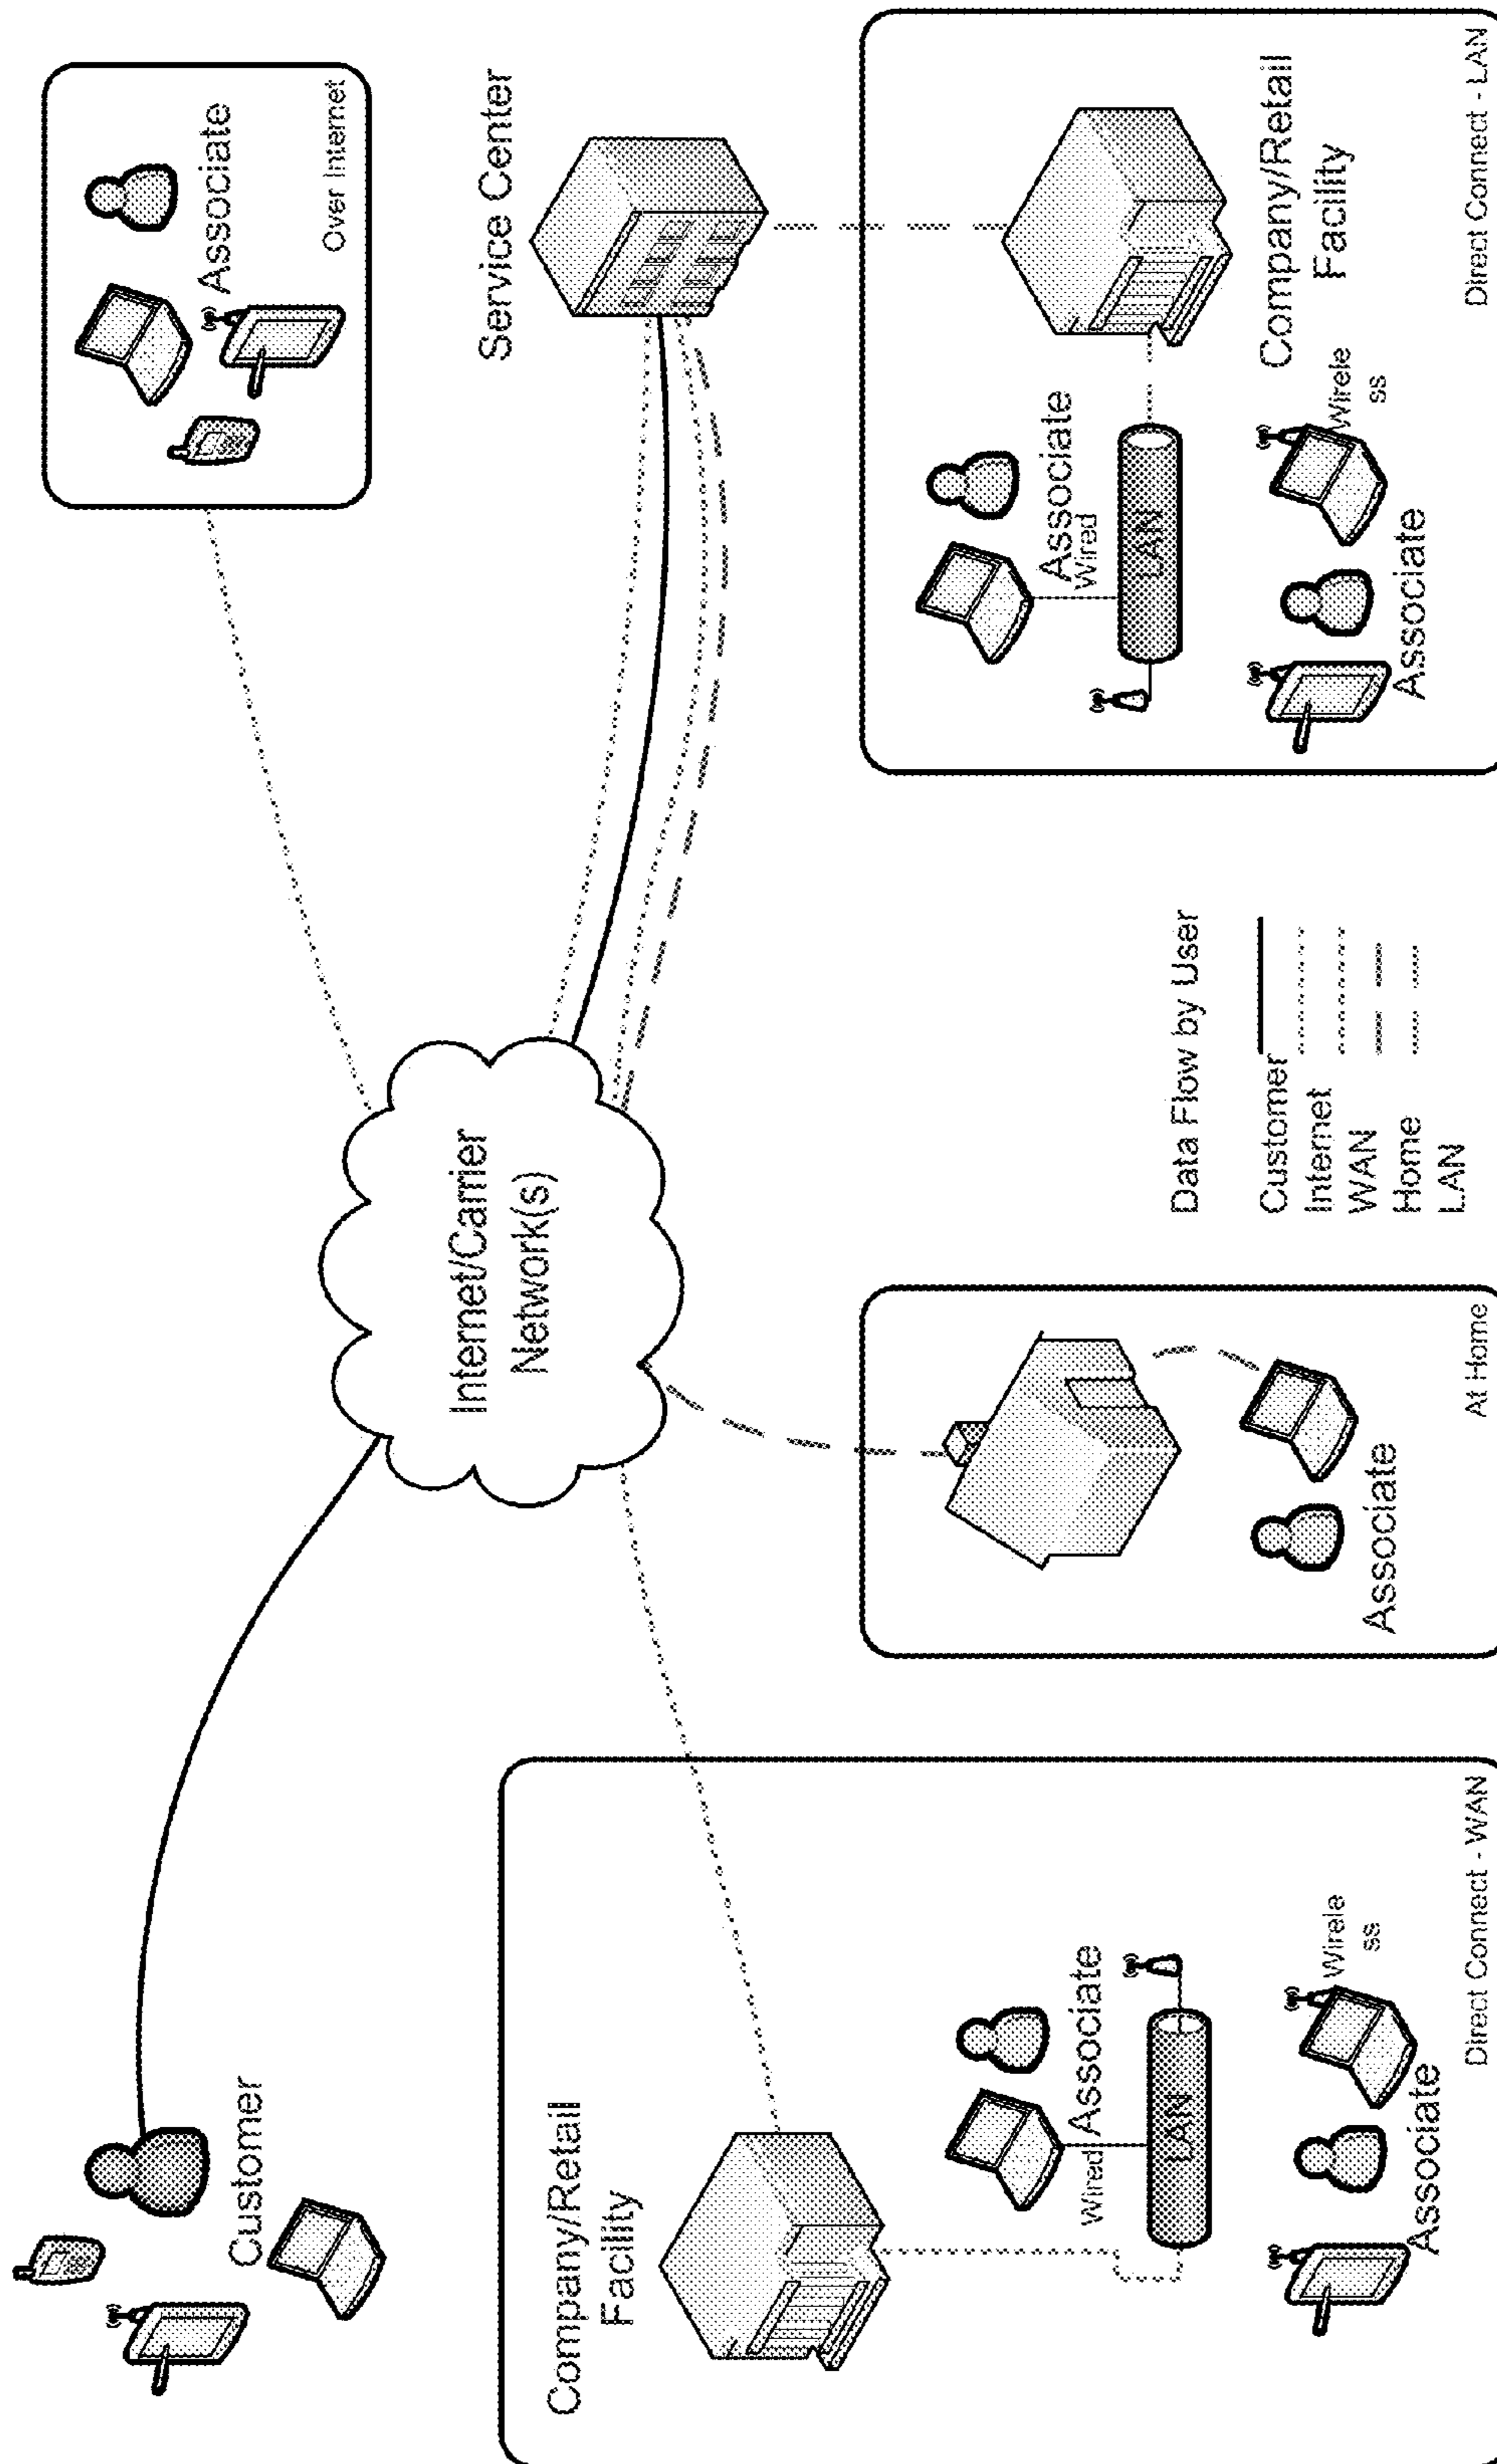 Customer
Internet/Carrier
Network(s)
Associate
Over Internet
Service Center
Company/Retail
Facility
Wired
Associate
LAN
Wirele
ss
Associate
Direct Connect - WAN
Associate
At Home
Data Flow by User
Customer
Internet
WAN
Home
LAN
Associate
Wired
LAN
Company/Retail
Facility
Wirele
ss
Associate
Direct Connect - LAN